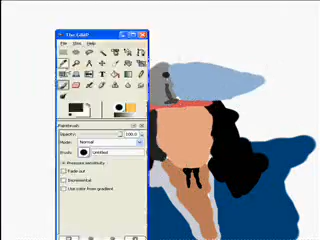 The GIMP
File Xtns Help
Paintbrush
Opacity: 100.0
Mode: Normal
Brush: Untitled
Pressure sensitivity
Fade out
Incremental
Use color from gradient